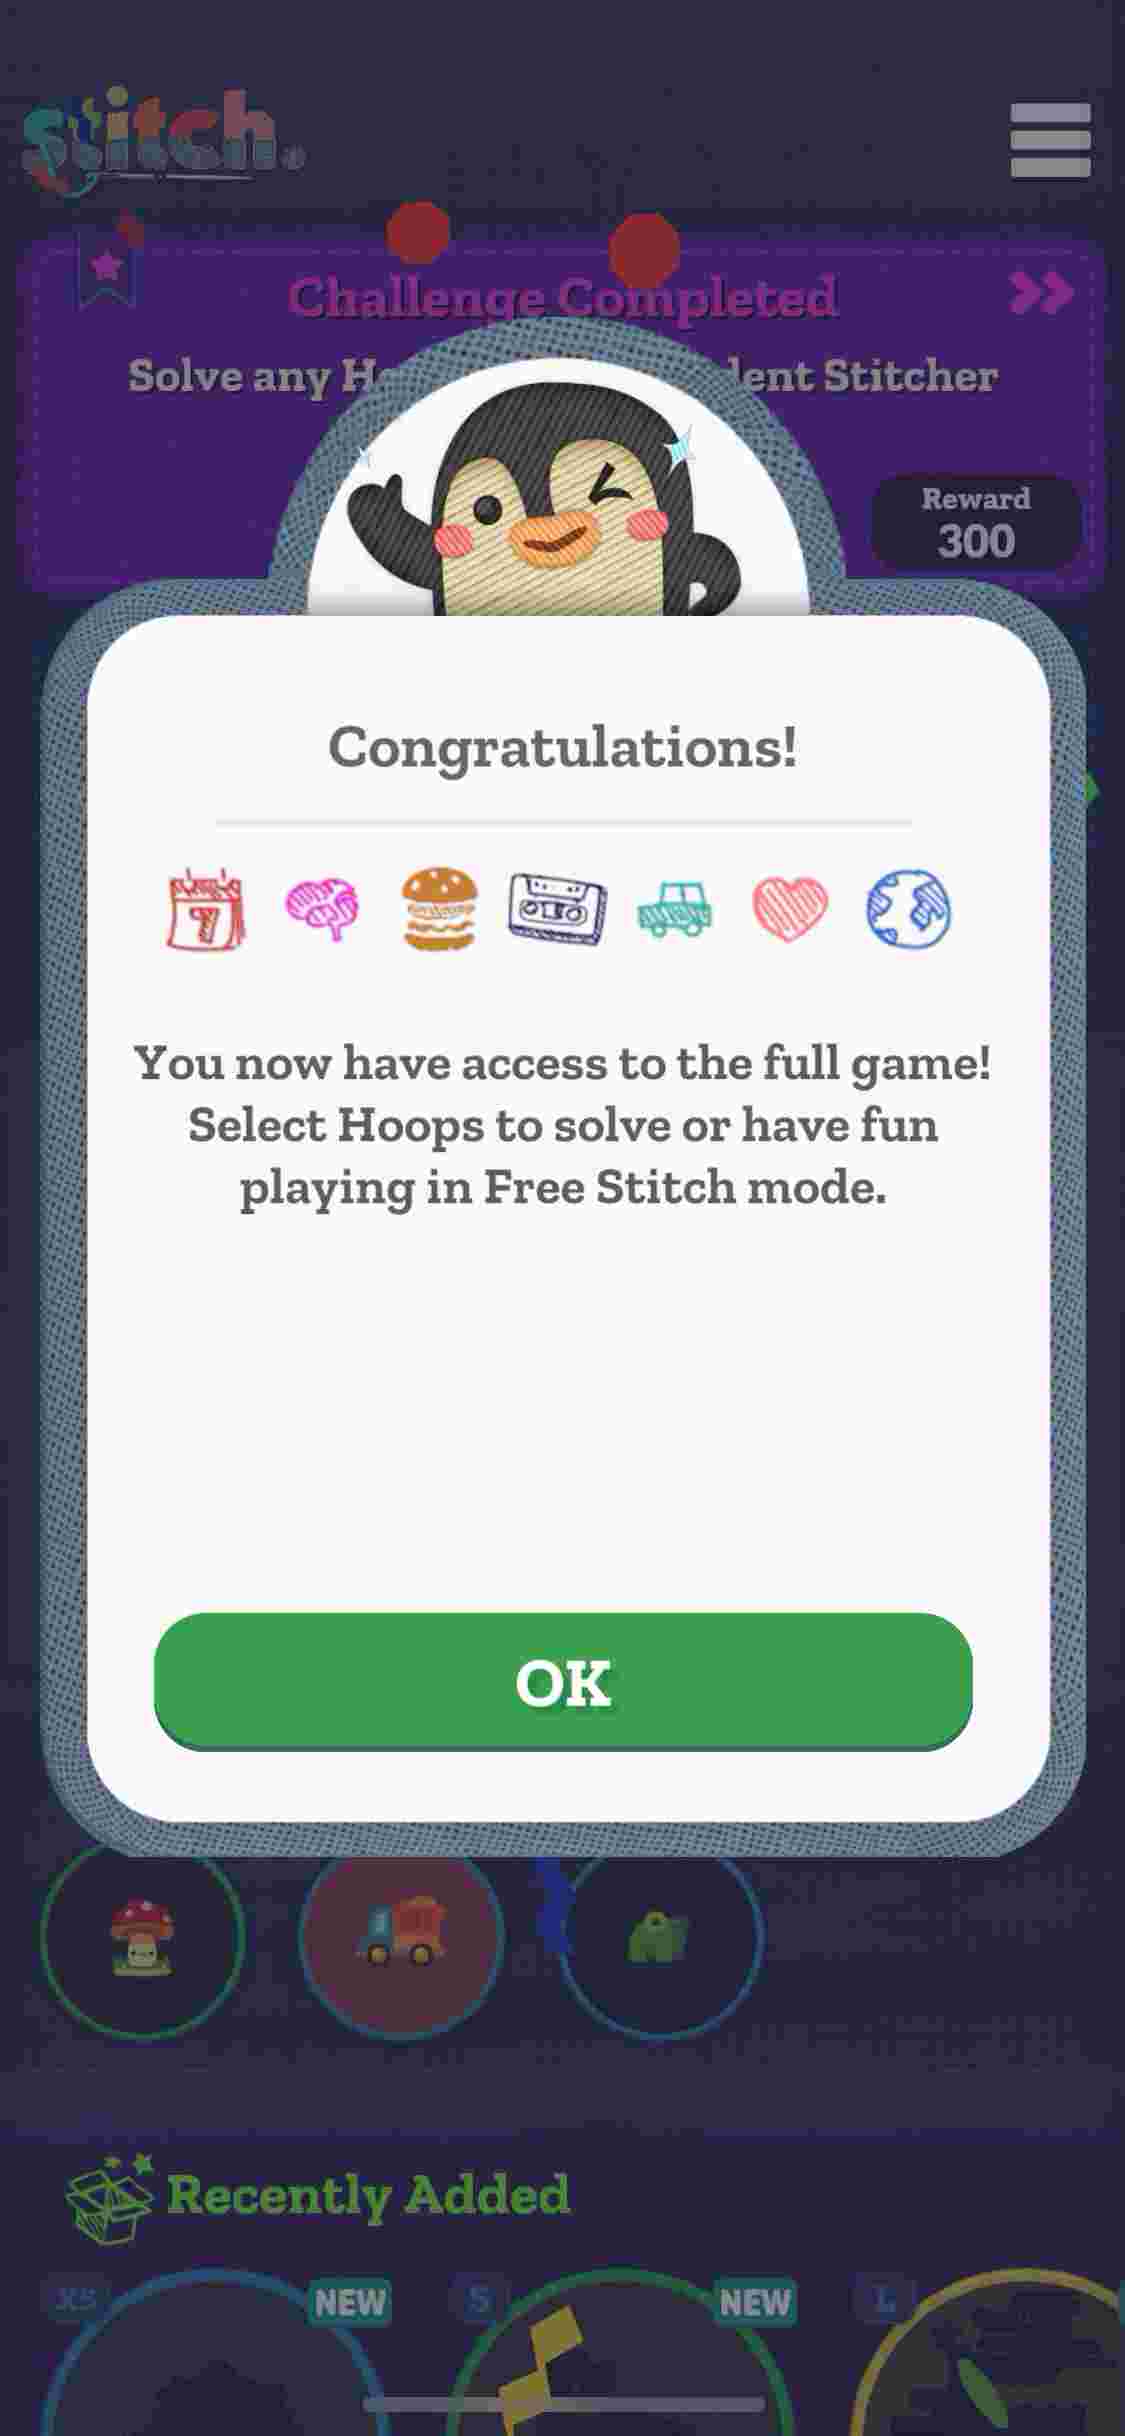 stitch.
Challenge Completed
Solve any Ho
lent Stitcher
Reward
300
Congratulations!
7
You now have access to the full game!
Select Hoops to solve or have fun
playing in Free Stitch mode.
OK
Recently Added
XS
NEW
S
NEW
L